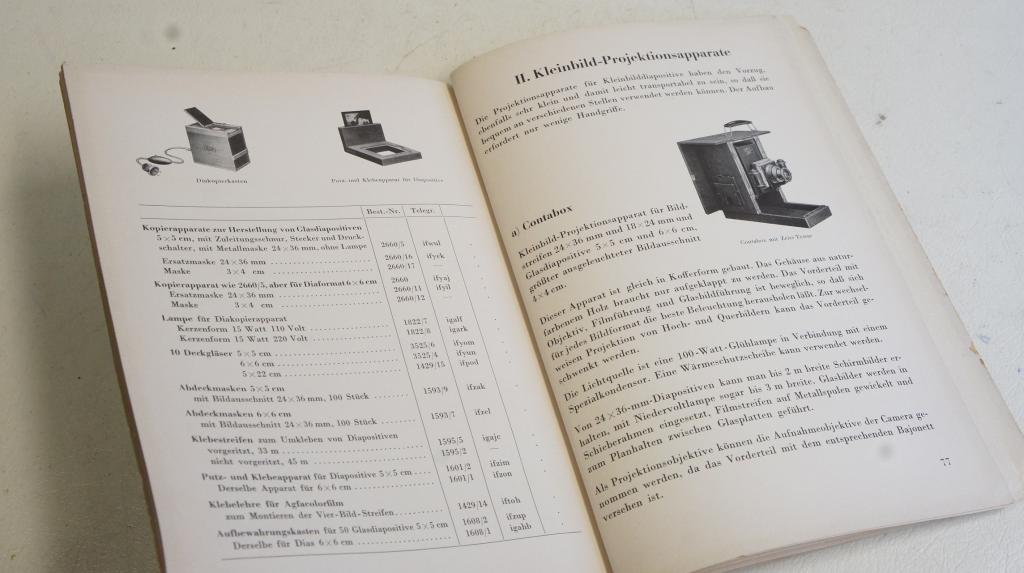 Diakopierkasten
Putz- und Klebeapparat für Diapositive
Best.-Nr. Telegr.
Kopierapparate zur Herstellung von Glasdiapositiven
5×5 cm, mit Zuleitungsschnur, Stecker und Druck-
schalter, mit Metallmaske 24×36 mm, ohne Lampe 2660/5 ifwul
Ersatzmaske 24×36 mm 2660/16 ifyek
Maske 3×4 cm 2660/17
Kopierapparat wie 2660/5, aber für Diaformat 6×6 cm 2660 ifyaj
Ersatzmaske 24×36 mm 2660/11 ifyil
Maske 3×4 cm 2660/12 —
Lampe für Diakopierapparat
Kerzenform 15 Watt 110 Volt 1822/7 igalf
Kerzenform 15 Watt 220 Volt 1822/8 igark
10 Deckgläser 5×5 cm 3525/6 ifyom
6×6 cm 3525/4 ifyun
5×22 cm 1429/15 ifpod
Abdeckmasken 5×5 cm
mit Bildausschnitt 24×36 mm, 100 Stück 1593/9 ifzak
Abdeckmasken 6×6 cm
mit Bildausschnitt 24×36 mm, 100 Stück 1593/7 ifzel
Klebestreifen zum Umkleben von Diapositiven
vorgeritzt, 33 m 1595/5 igaje
nicht vorgeritzt, 45 m 1595/2 —
Putz- und Klebeapparat für Diapositive 5×5 cm 1601/2 ifzim
Derselbe Apparat für 6×6 cm 1601/1 ifzon
Klebelehre für Agfacolorfilm
zum Montieren der Vier-Bild-Streifen 1429/14 iftoh
Aufbewahrungskasten für 50 Glasdiapositive 5×5 cm 1608/2 ifzup
Derselbe für Dias 6×6 cm 1608/1 igahb
II. Kleinbild-Projektionsapparate
Die Projektionsapparate für Kleinbilddiapositive haben den Vorzug,
ebenfalls sehr klein und damit leicht transportabel zu sein, so daß sie
bequem an verschiedenen Stellen verwendet werden können. Der Aufbau
erfordert nur wenige Handgriffe.
a) Contabox
Kleinbild-Projektionsapparat für Bild-
streifen 24×36 mm und 18×24 mm und
Glasdiapositive 5×5 cm und 6×6 cm,
größter ausgeleuchteter Bildausschnitt
4×4 cm.
Contabox mit Zeiss Tessar
Dieser Apparat ist gleich in Kofferform gebaut. Das Gehäuse aus natur-
farbenem Holz braucht nur aufgeklappt zu werden. Das Vorderteil mit
Objektiv, Filmführung und Glasbildführung ist beweglich, so daß sich
für jedes Bildformat die beste Beleuchtung herausholen läßt. Zur wechsel-
weisen Projektion von Hoch- und Querbildern kann das Vorderteil ge-
schwenkt werden.
Die Lichtquelle ist eine 100-Watt-Glühlampe in Verbindung mit einem
Spezialkondensor. Eine Wärmeschutzscheibe kann verwendet werden.
Von 24×36-mm-Diapositiven kann man bis 2 m breite Schirmbilder er-
halten, mit Niedervoltlampe sogar bis 3 m breite. Glasbilder werden in
Schieberahmen eingesetzt, Filmstreifen auf Metallspulen gewickelt und
zum Planhalten zwischen Glasplatten geführt.
Als Projektionsobjektive können die Aufnahmeobjektive der Camera ge-
nommen werden, da das Vorderteil mit dem entsprechenden Bajonett
versehen ist.
77